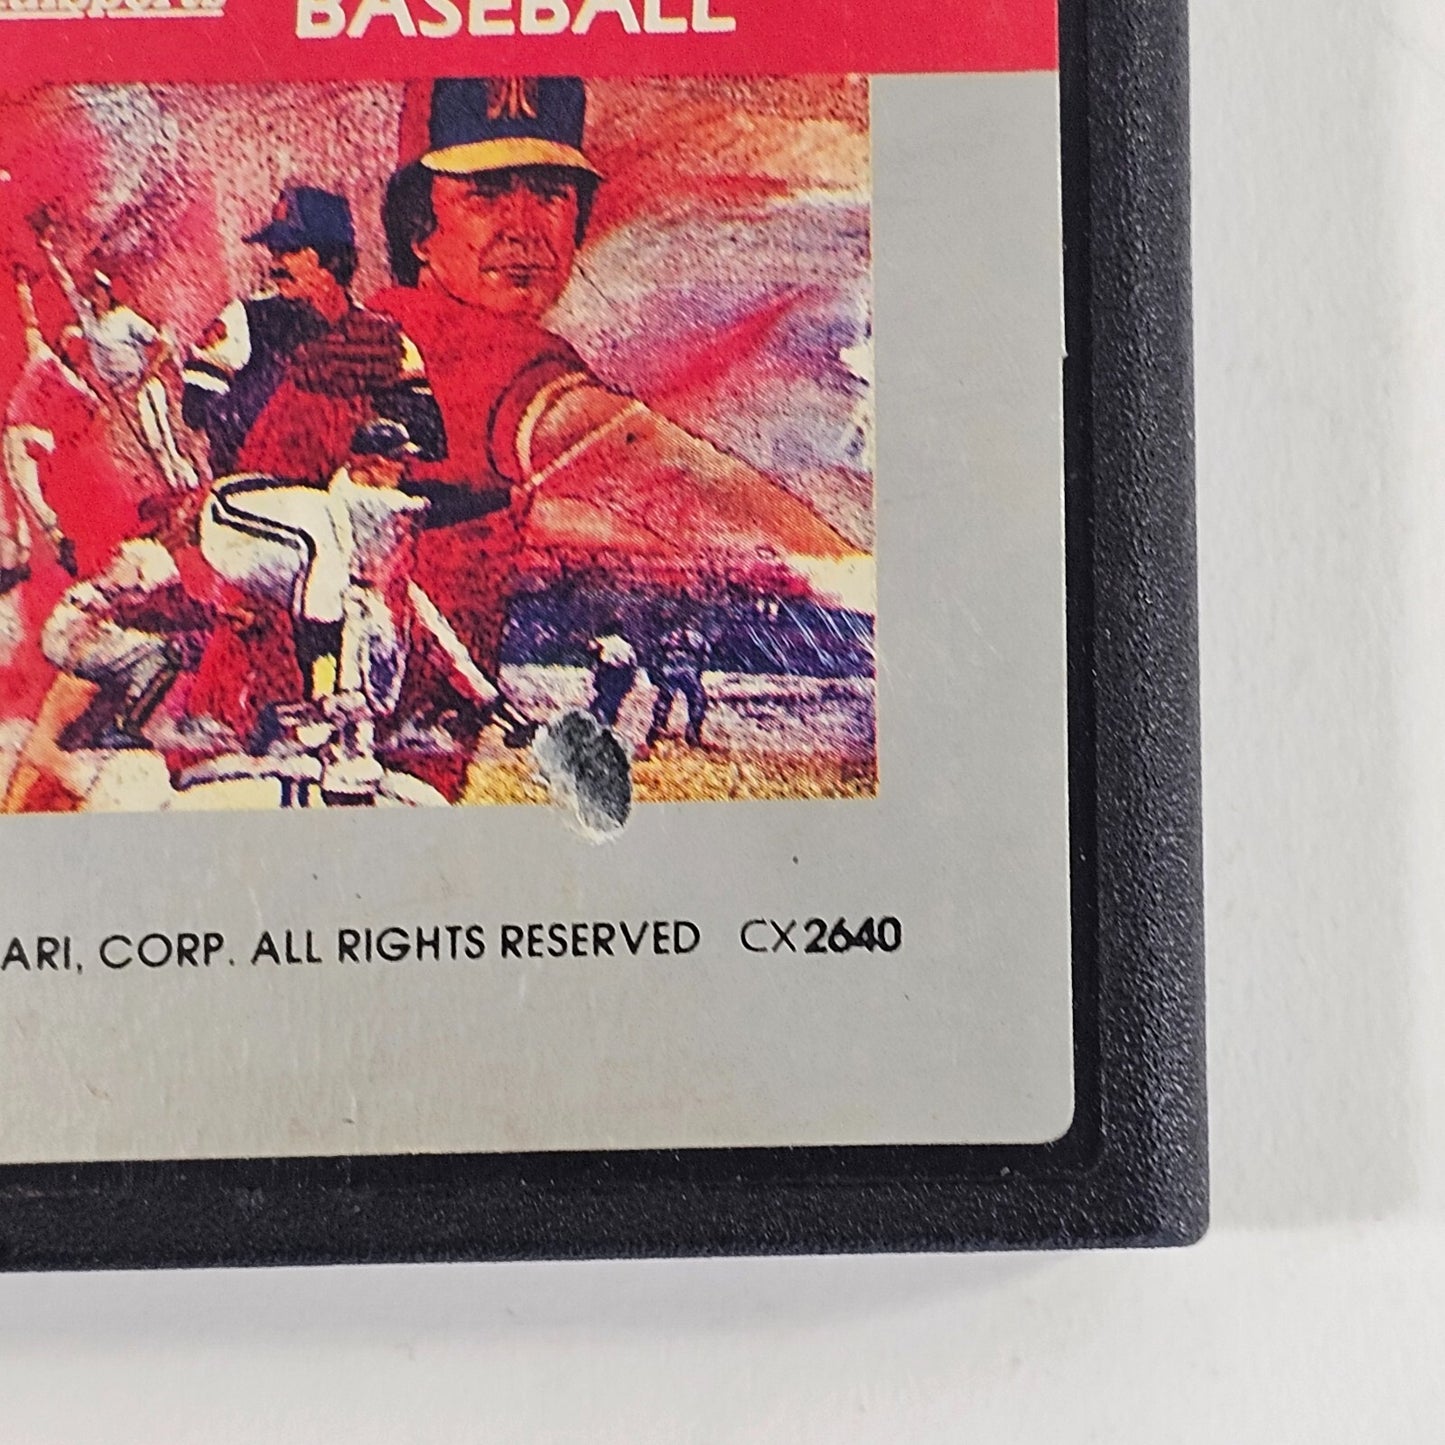 BASEBALL
ARI, CORP. ALL RIGHTS RESERVED CX2640